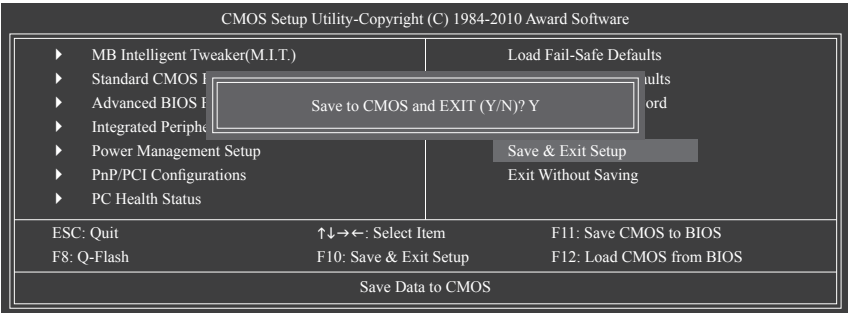 CMOS Setup Utility-Copyright (C) 1984-2010 Award Software
MB Intelligent Tweaker(M.I.T.)
Standard CMOS
Advanced BIOS
Integrated
Power Management Setup
PnP/PCI Configurations
PC Health Status
Load Fail-Safe Defaults
Save & Exit Setup
Exit Without Saving
Save to CMOS and EXIT (Y/N)? Y
ESC: Quit ↑↓→←: Select Item F11: Save CMOS to BIOS
F8: Q-Flash F10: Save & Exit Setup F12: Load CMOS from BIOS
Save Data to CMOS